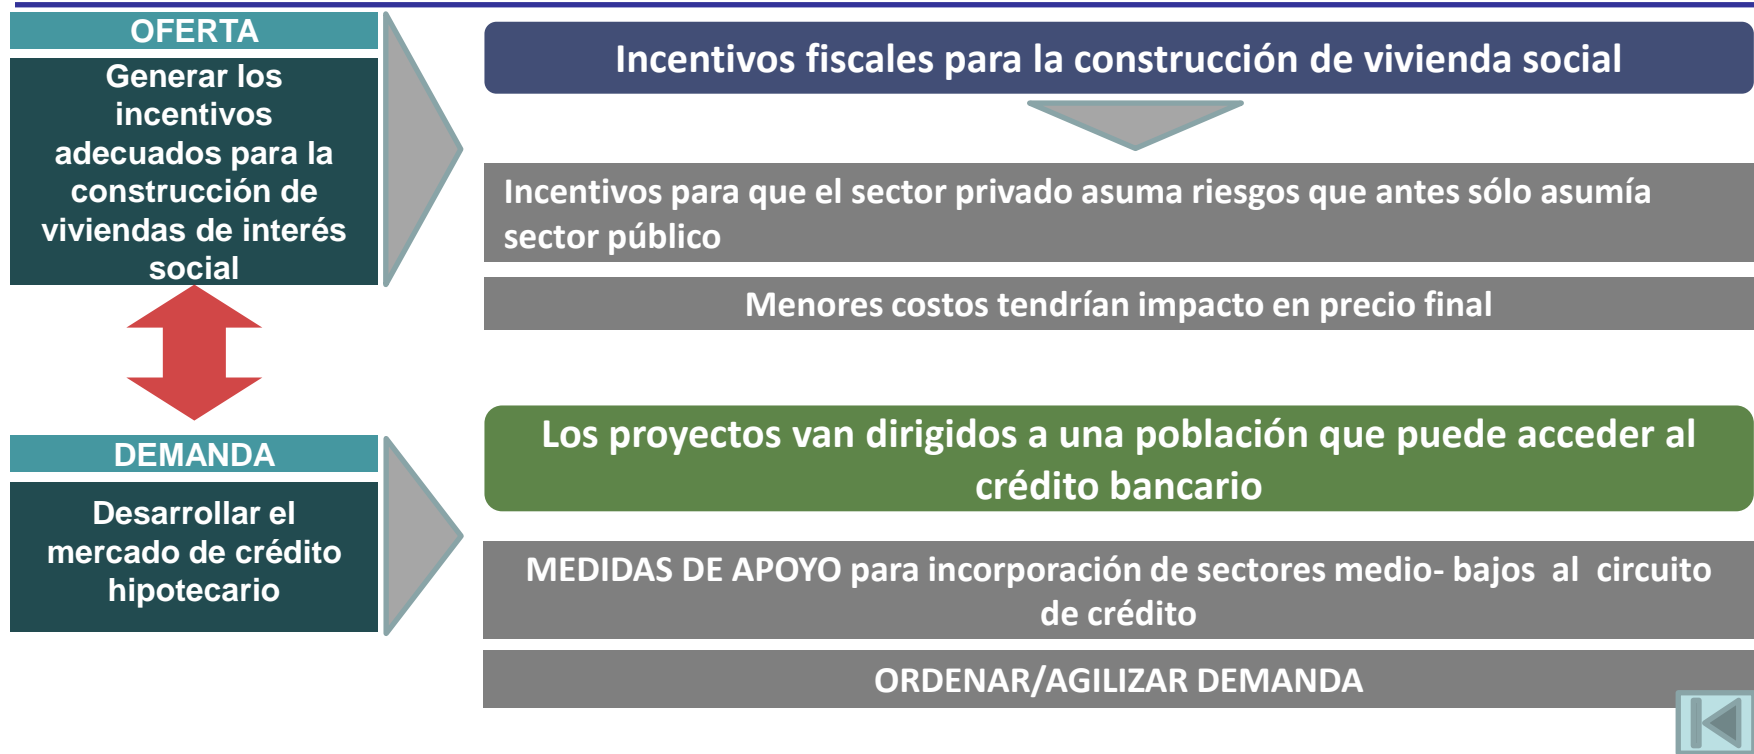 OFERTA
Generar los
incentivos
adecuados para la
construcción de
viviendas de interés
social
Incentivos fiscales para la construcción de vivienda social
Incentivos para que el sector privado asuma riesgos que antes sólo asumía
sector público
Menores costos tendrían impacto en precio final
DEMANDA
Desarrollar el
mercado de crédito
hipotecario
Los proyectos van dirigidos a una población que puede acceder al
crédito bancario
MEDIDAS DE APOYO para incorporación de sectores medio- bajos  al  circuito
de crédito
ORDENAR/AGILIZAR DEMANDA